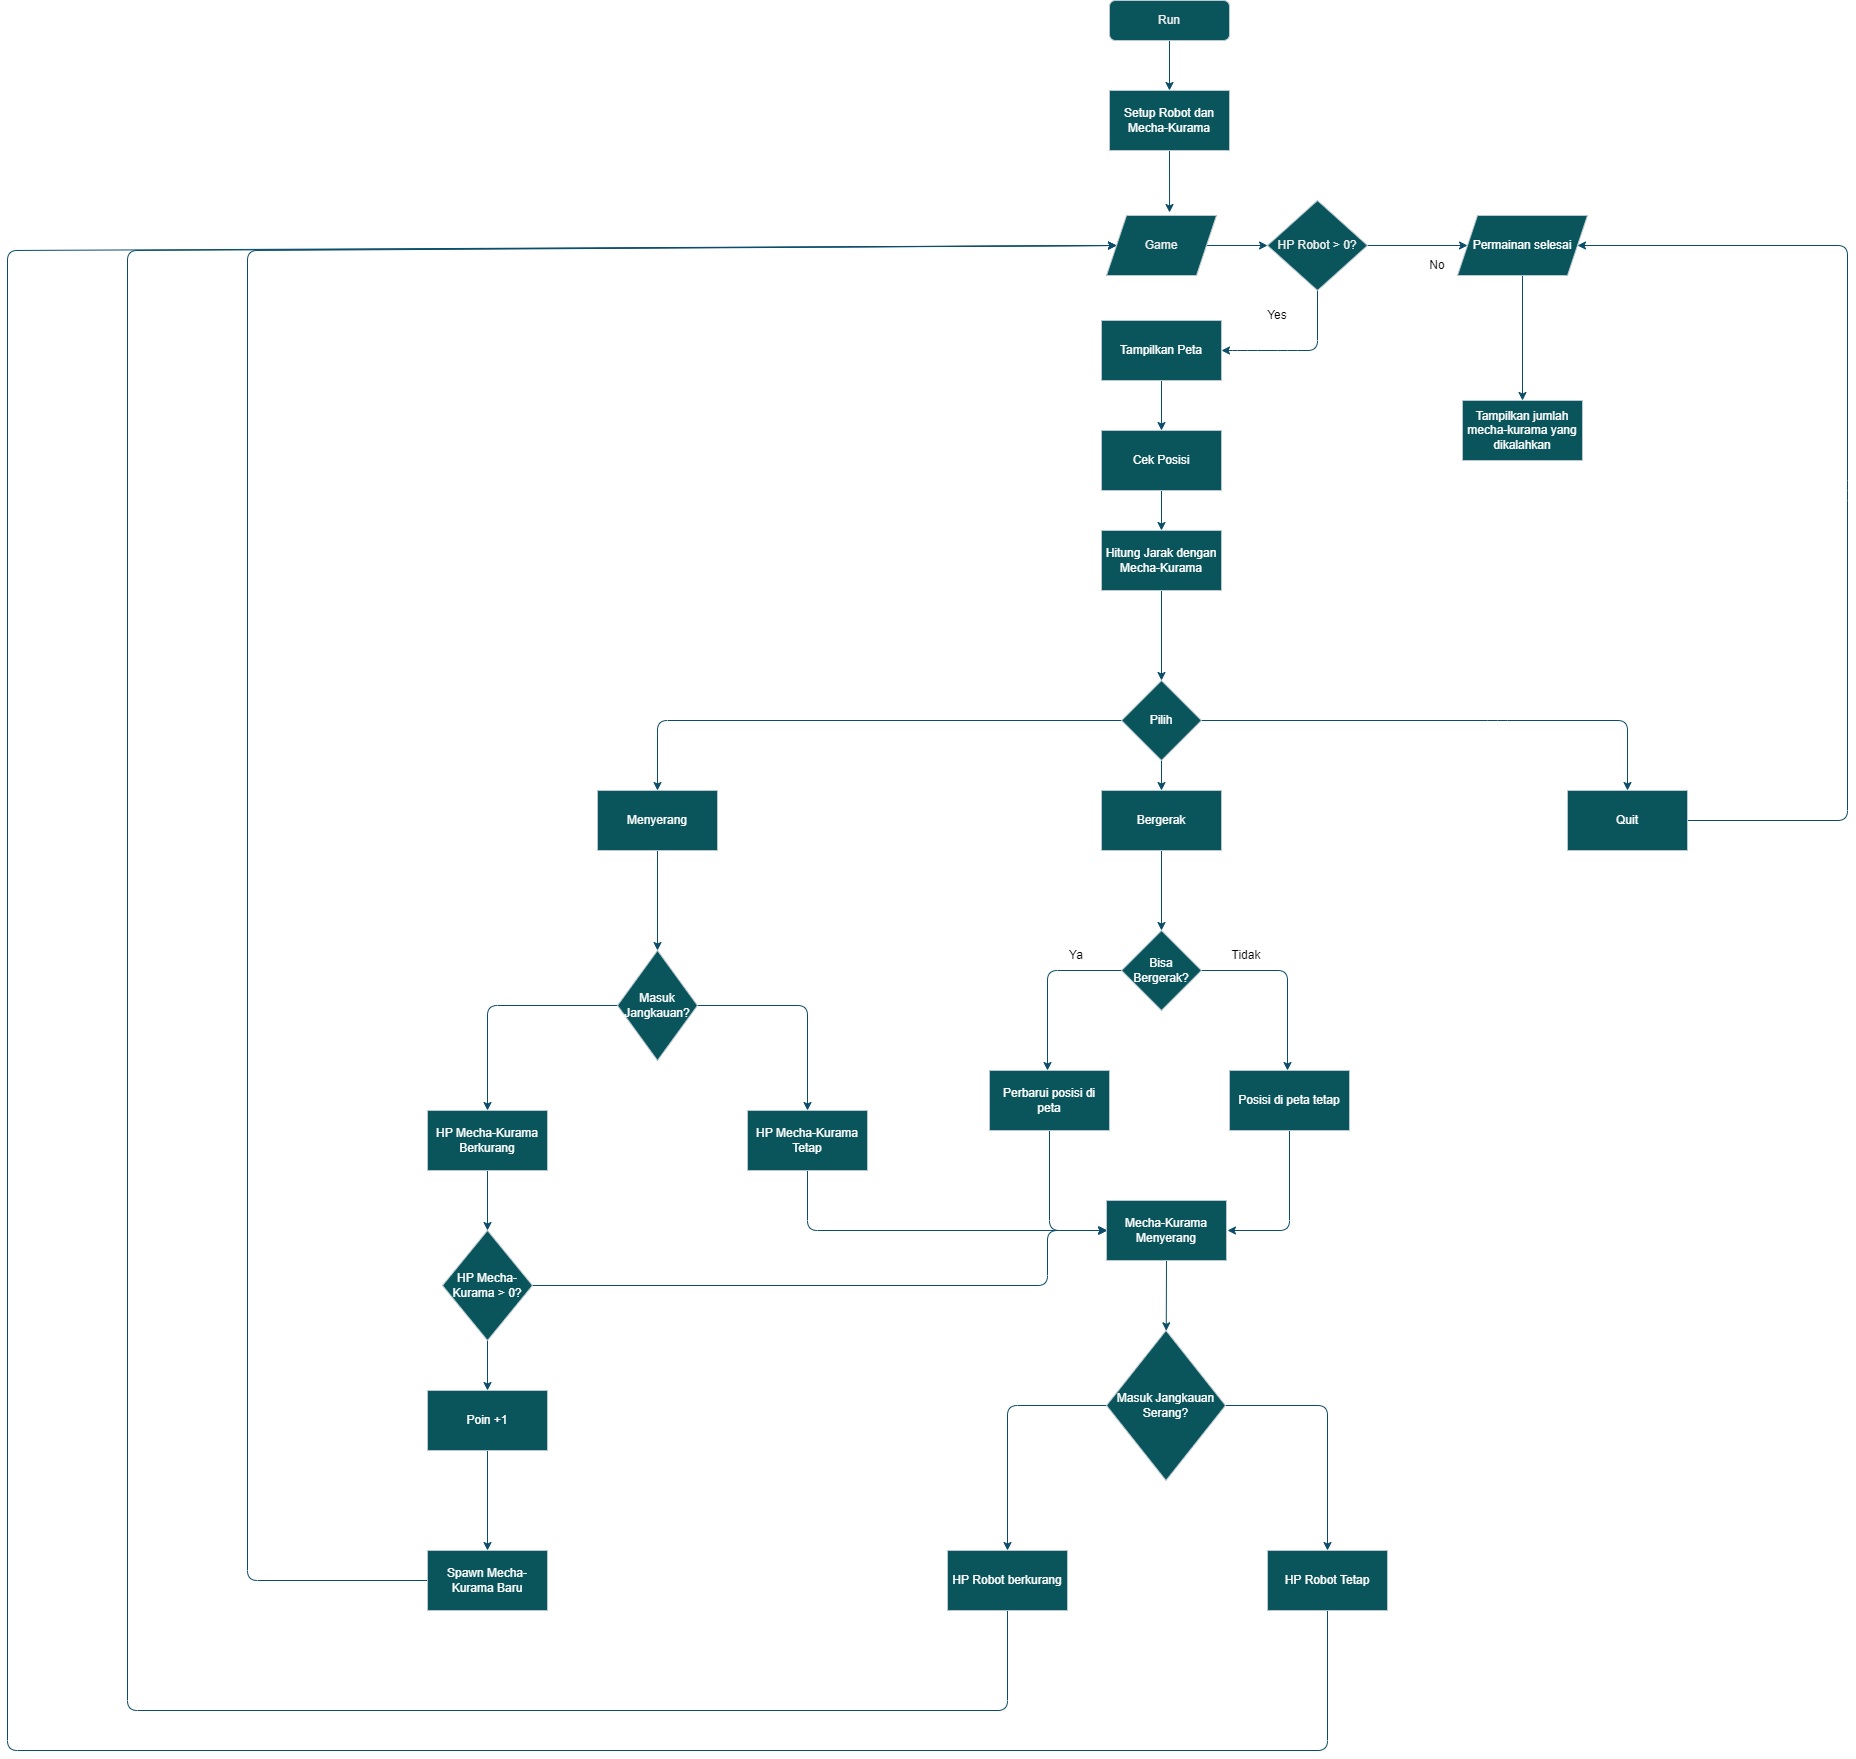 Run
Setup Robot dan
Mecha-Kurama
Game
HP Robot > 0?
Permainan selesai
No
Yes
Tampilkan Peta
Tampilkan jumlah
mecha-kurama yang
dikalahkan
Cek Posisi
Hitung Jarak dengan
Mecha-Kurama
Pilih
Menyerang
Bergerak
Quit
Ya
Bisa
Bergerak?
Tidak
Masuk
Jangkauan?
Perbarui posisi di
peta
Posisi di peta tetap
HP Mecha-Kurama
Berkurang
HP Mecha-Kurama
Tetap
Mecha-Kurama
Menyerang
HP Mecha-
Kurama > 0?
Masuk Jangkauan
Serang?
Poin +1
Spawn Mecha-
Kurama Baru
HP Robot berkurang
HP Robot Tetap